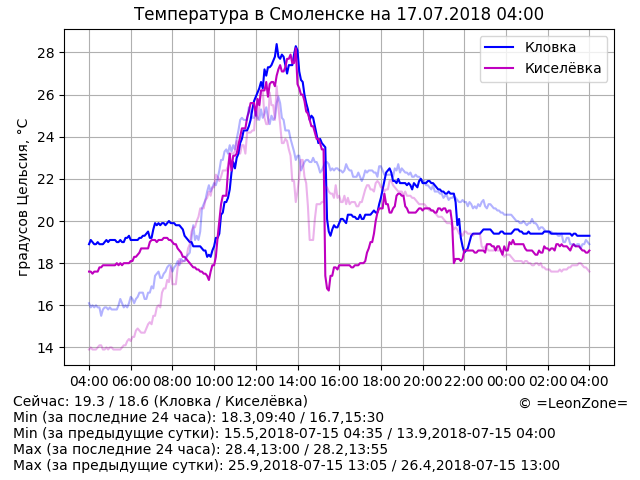 Температура в Смоленске на 17.07.2018 04:00
градусов Цельсия, °C
28
26
24
22
20
18
16
14
Кловка
Киселёвка
04:00 06:00 08:00 10:00 12:00 14:00 16:00 18:00 20:00 22:00 00:00 02:00 04:00
Сейчас: 19.3 / 18.6 (Кловка / Киселёвка)
© =LeonZone=
Min (за последние 24 часа): 18.3,09:40 / 16.7,15:30
Min (за предыдущие сутки): 15.5,2018-07-15 04:35 / 13.9,2018-07-15 04:00
Max (за последние 24 часа): 28.4,13:00 / 28.2,13:55
Max (за предыдущие сутки): 25.9,2018-07-15 13:05 / 26.4,2018-07-15 13:00